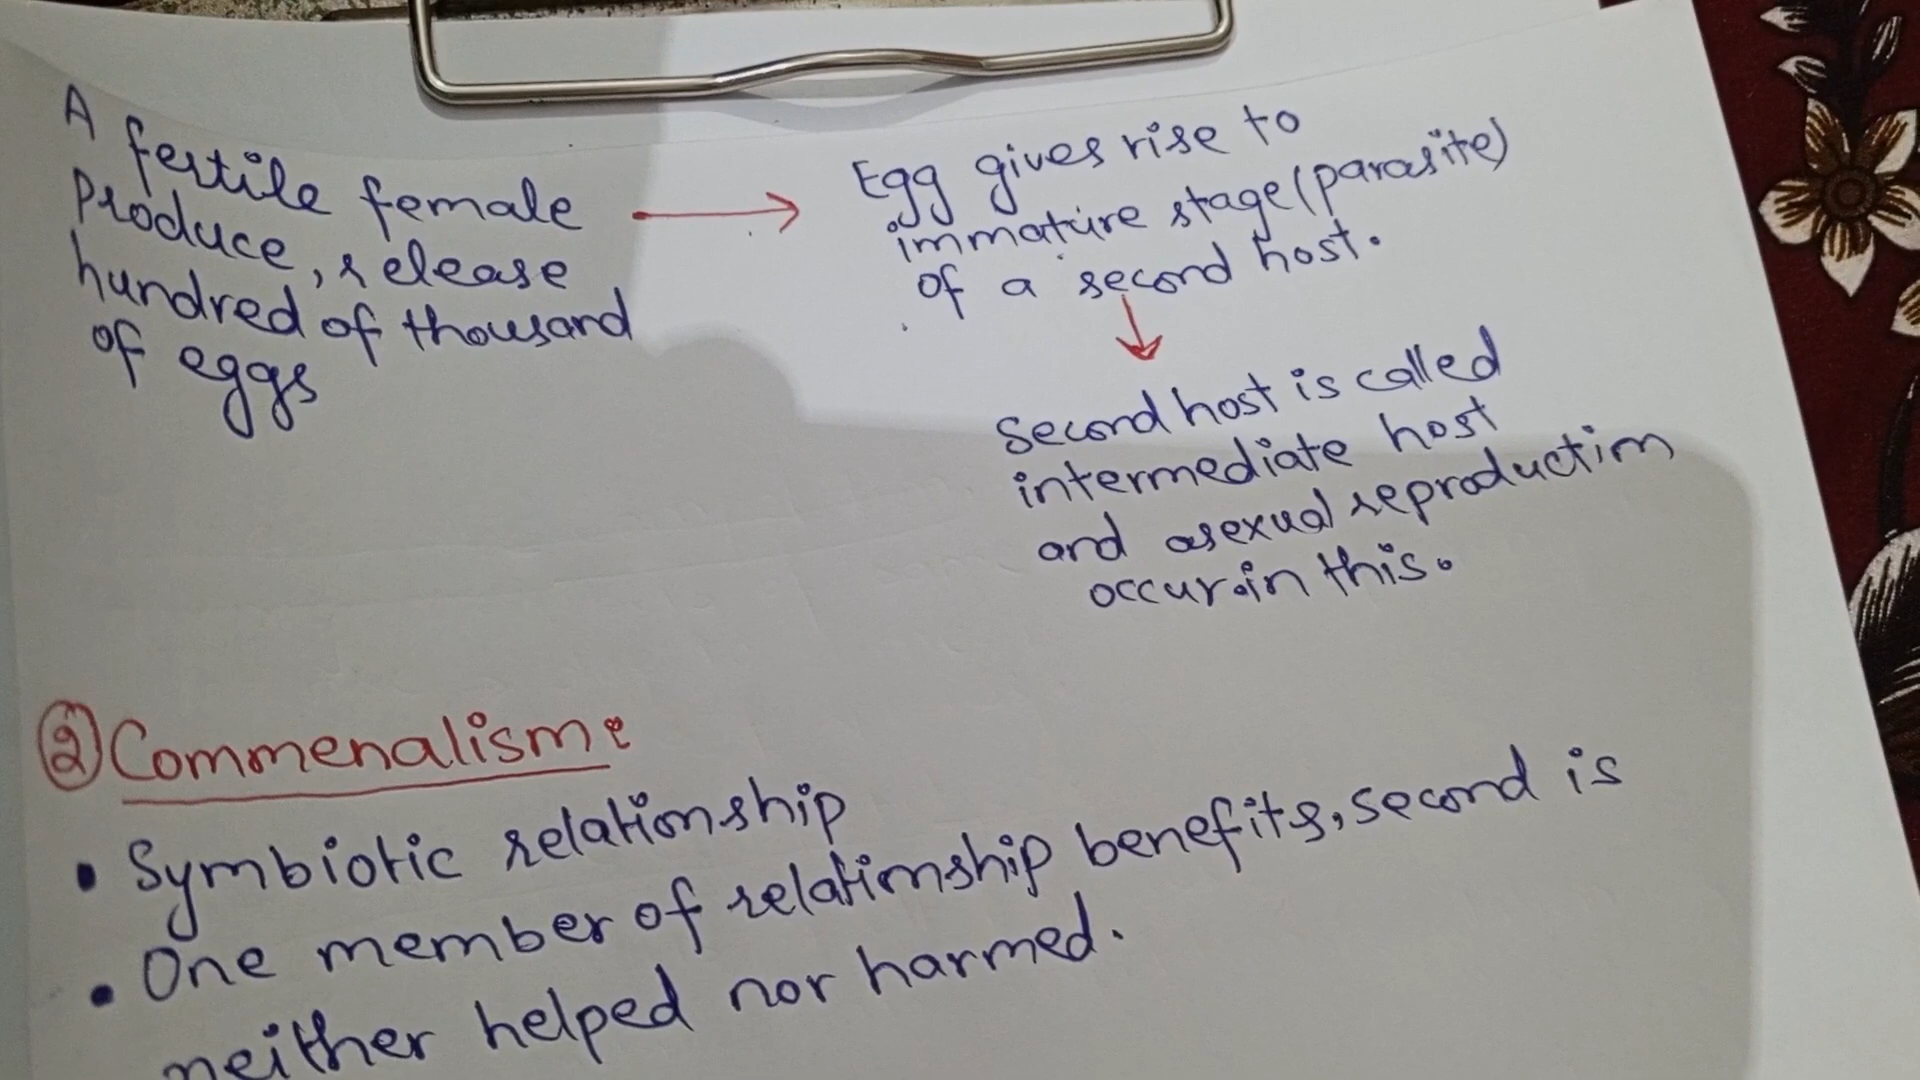 A
fertile female
Produce, release
hundred of thousand
of eggs
Egg gives rise to
immature stage (parasite)
of a second host.
Second host is called
intermediate host
and asexual reproduction
occur in this.
② Commenalism:
• Symbiotic relationship
• One member of relationship benefits, second is
neither helped nor harmed.